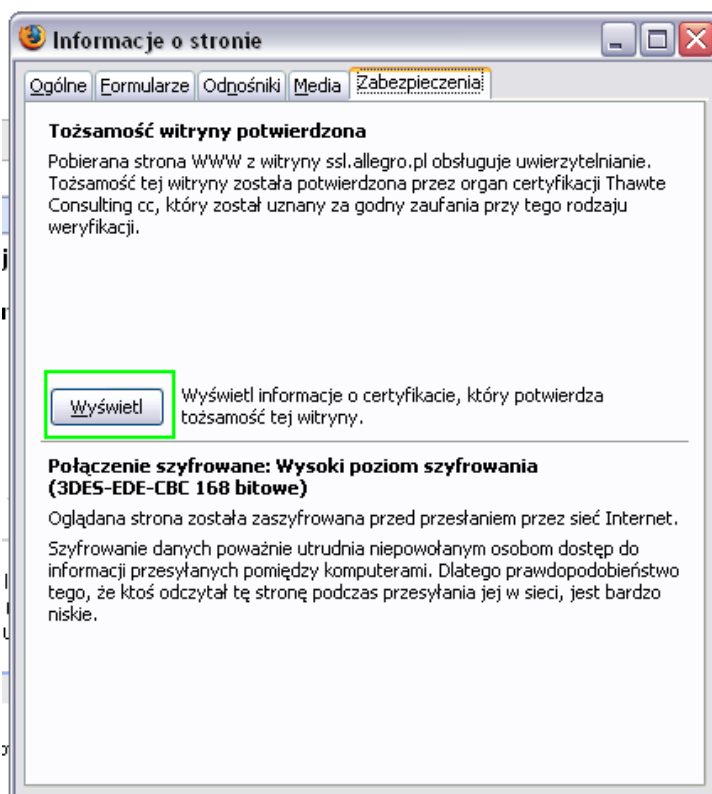 Informacje o stronie
Ogólne Formularze Odnośniki Media Zabezpieczenia
Tożsamość witryny potwierdzona
Pobierana strona WWW z witryny ssl.allegro.pl obsługuje uwierzytelnianie.
Tożsamość tej witryny została potwierdzona przez organ certyfikacji Thawte
Consulting cc, który został uznany za godny zaufania przy tego rodzaju
weryfikacji.
Wyświetl
Wyświetl informacje o certyfikacie, który potwierdza
tożsamość tej witryny.
Połączenie szyfrowane: Wysoki poziom szyfrowania
(3DES-EDE-CBC 168 bitowe)
Oglądana strona została zaszyfrowana przed przesłaniem przez sieć Internet.
Szyfrowanie danych poważnie utrudnia niepowołanym osobom dostęp do
informacji przesyłanych pomiędzy komputerami. Dlatego prawdopodobieństwo
tego, że ktoś odczytał tę stronę podczas przesyłania jej w sieci, jest bardzo
niskie.